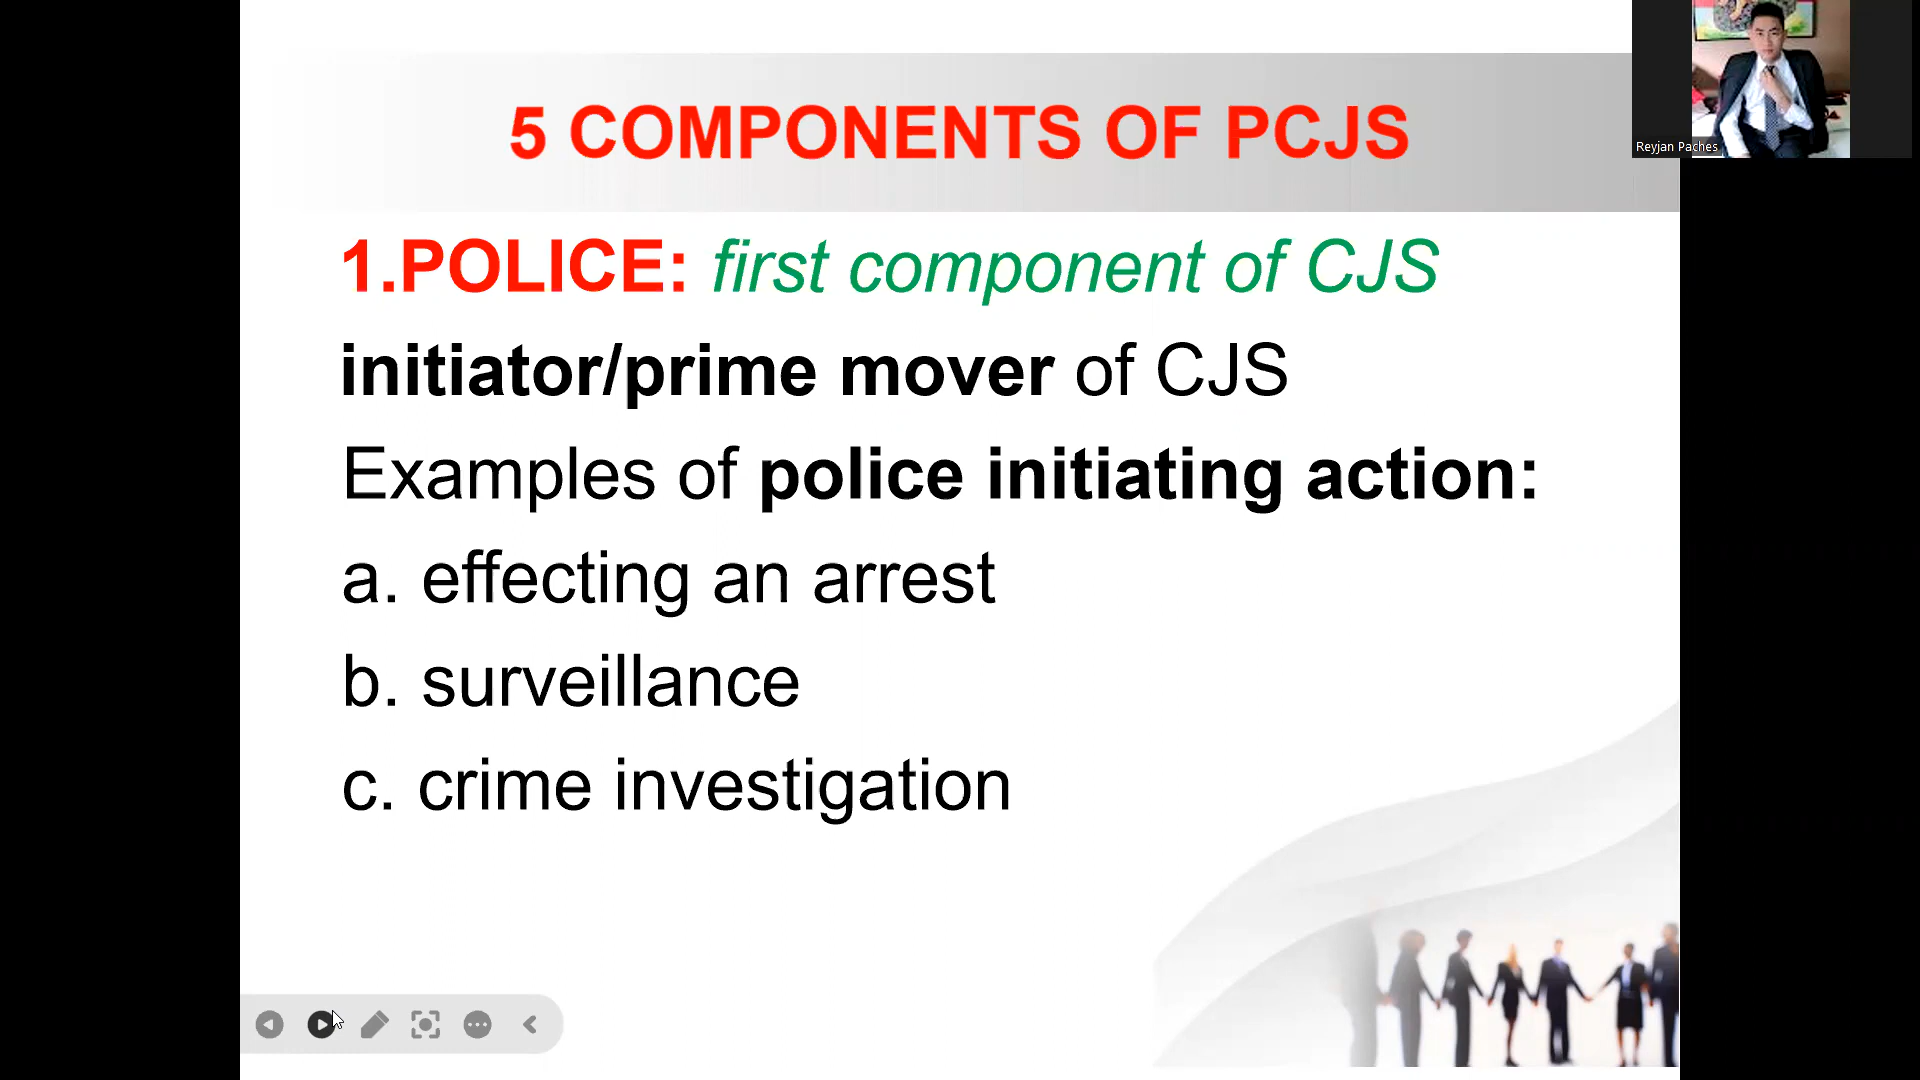 5 COMPONENTS OF PCJS
Reyjan Paches
1.POLICE: first component of CJS
initiator/prime mover of CJS
Examples of police initiating action:
a. effecting an arrest
b. surveillance
c. crime investigation